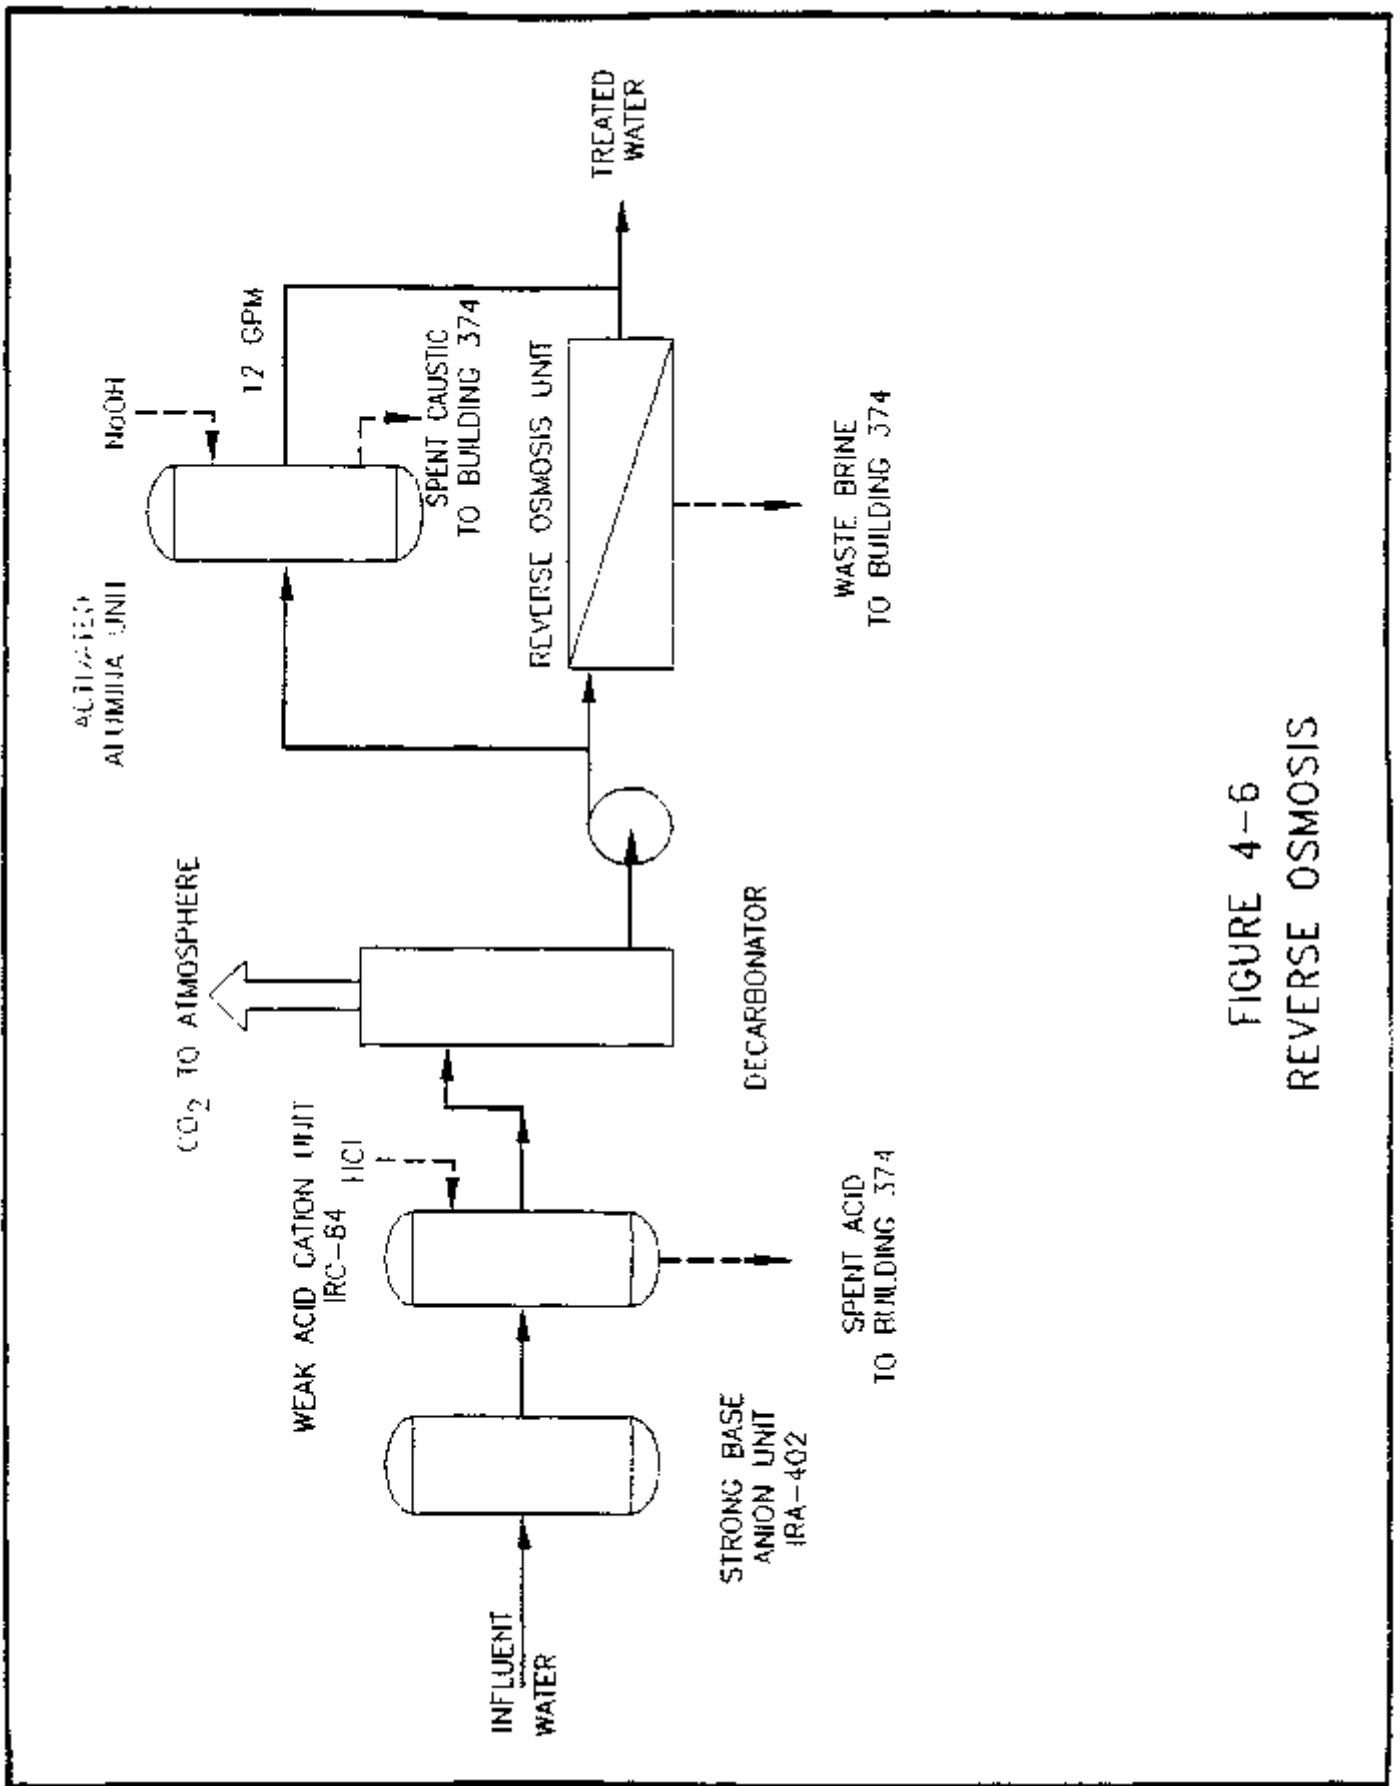 INFLUENT
WATER
STRONG BASE
ANION UNIT
IRA-402
WEAK ACID CATION UNIT
IRC-84
HCl
SPENT ACID
TO BUILDING 374
CO2 TO ATMOSPHERE
DECARBONATOR
ACTIVATED
ALUMINA UNIT
NaOH
12 GPM
SPENT CAUSTIC
TO BUILDING 374
REVERSE OSMOSIS UNIT
WASTE BRINE
TO BUILDING 374
TREATED
WATER
FIGURE 4-6
REVERSE OSMOSIS